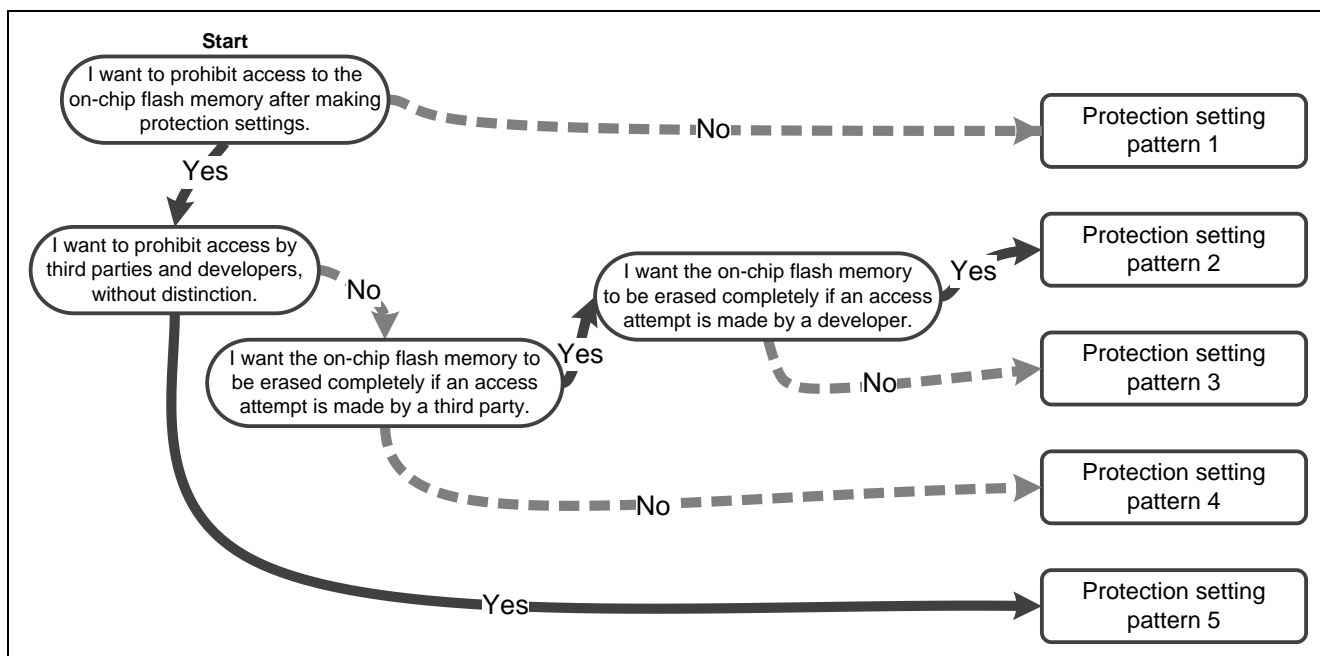 Start
I want to prohibit access to the
on-chip flash memory after making
protection settings.
No
Protection setting
pattern 1
Yes
I want to prohibit access by
third parties and developers,
without distinction.
No
I want the on-chip flash memory
to be erased completely if an access
attempt is made by a developer.
Yes
Protection setting
pattern 2
I want the on-chip flash memory to
be erased completely if an access
attempt is made by a third party.
Yes
No
Protection setting
pattern 3
No
Protection setting
pattern 4
Yes
Protection setting
pattern 5